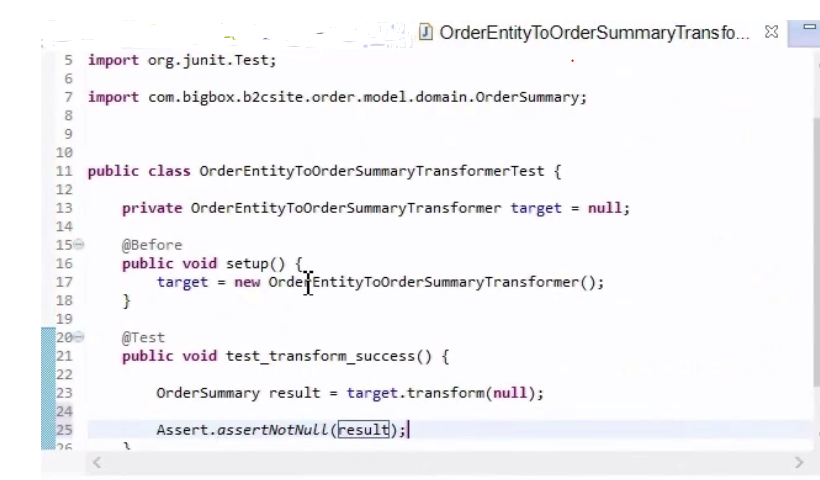 OrderEntityToOrderSummaryTransfo...
5 import org.junit.Test;
6
7 import com.bigbox.b2csite.order.model.domain.OrderSummary;
8
9
10
11 public class OrderEntityToOrderSummaryTransformerTest {
12
13 private OrderEntityToOrderSummaryTransformer target = null;
14
15 @Before
16 public void setup() {
17 target = new OrderEntityToOrderSummaryTransformer();
18 }
19
20 @Test
21 public void test_transform_success() {
22
23 OrderSummary result = target.transform(null);
24
25 Assert.assertNotNull(result);
26 }